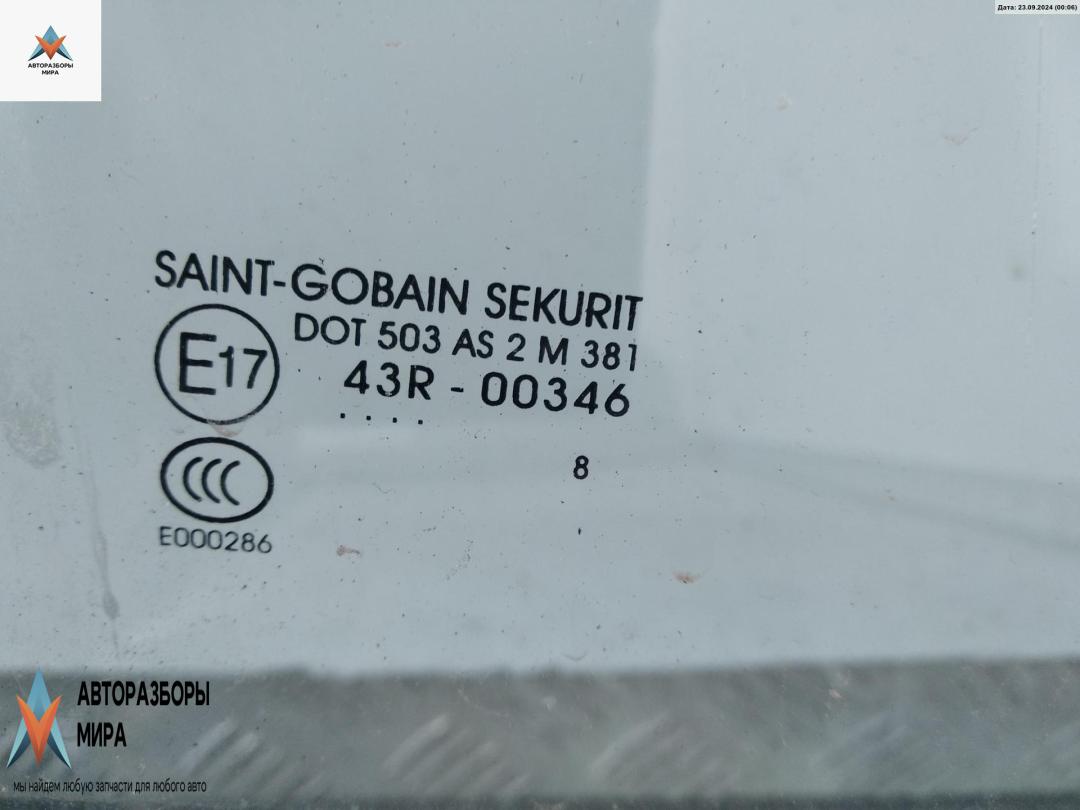 Дата: 23.09.2024 (00:06)
АВТОРАЗБОРЫ
МИРА
SAINT-GOBAIN SEKURIT
DOT 503 AS 2 M 381
E17
43R - 00346
. . . .
8
CCC
E000286
АВТОРАЗБОРЫ
МИРА
мы найдем любую запчасти для любого авто